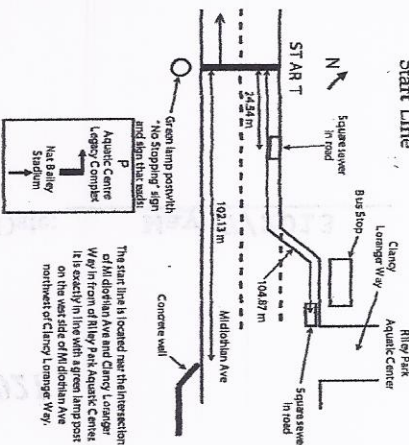 Start Line
Riley Park
Aquatic Center
Clancy
Loranger Way
Bus Stop
N
Square sewer
in road
START
24.54 m
104.87 m
Square sewer
in road
102.13 m
Midlothian Ave
Green lamp post with
"No Stopping" sign
and sign that reads:
P
Aquatic Centre
Legacy Complex
Nat Bailey
Stadium
Concrete wall
The start line is located near the intersection
of Midlothian Ave and Clancy Loranger
Way in front of Riley Park Aquatic Center.
It is exactly in line with a green lamp post
on the west side of Midlothian Ave
northwest of Clancy Loranger Way.